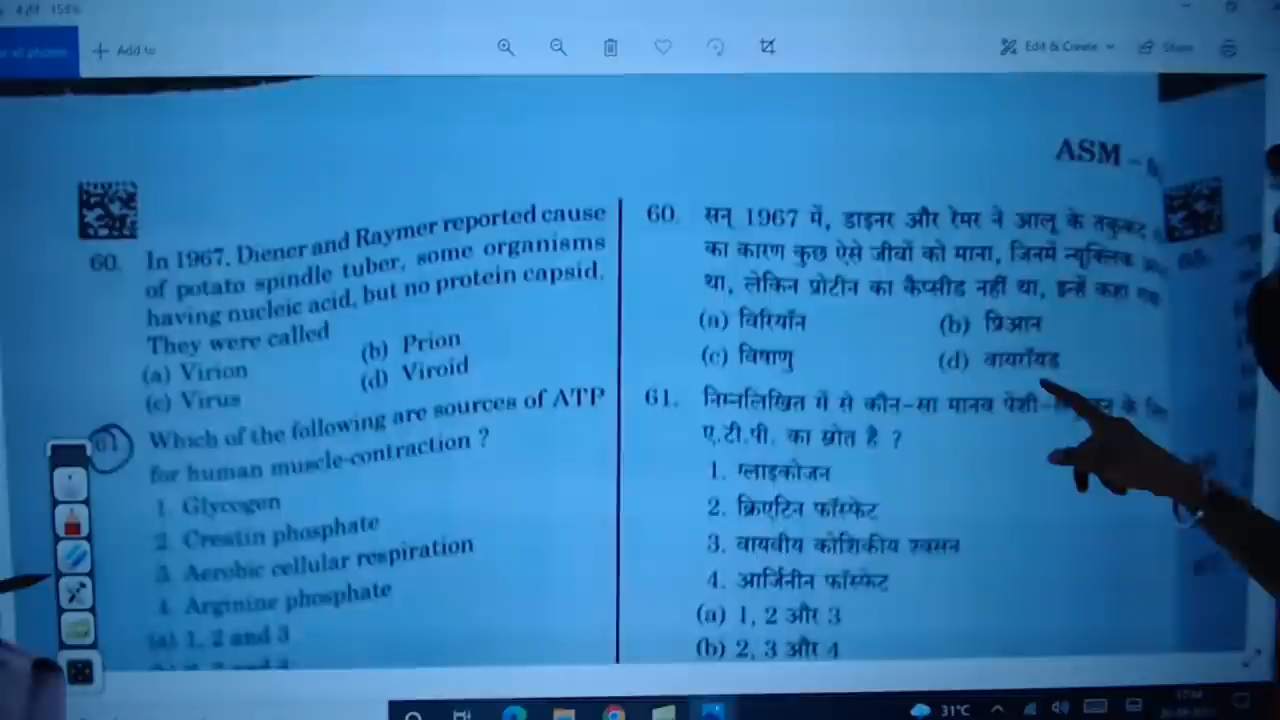 Add to
Edit & Create
Share
ASM -
60. In 1967, Diener and Raymer reported cause
of potato spindle tuber, some organisms
having nucleic acid, but no protein capsid.
They were called
(a) Virion (b) Prion
(c) Virus (d) Viroid
61. Which of the following are sources of ATP
for human muscle-contraction ?
1. Glycogen
2. Creatin phosphate
3. Aerobic cellular respiration
4. Arginine phosphate
(a) 1, 2 and 3
60. सन् 1967 में, डाइनर और रेमर ने आलू के तकुकंद
का कारण कुछ ऐसे जीवों को माना, जिनमें न्यूक्लिक
था, लेकिन प्रोटीन का कैप्सीड नहीं था, इन्हें कहा
(a) विरियॉन (b) प्रिआन
(c) विषाणु (d) वायरॉयड
61. निम्नलिखित में से कौन-सा मानव पेशी- के
ए.टी.पी. का स्रोत है ?
1. ग्लाइकोजन
2. क्रिएटिन फॉस्फेट
3. वायवीय कोशिकीय श्वसन
4. आर्जिनीन फॉस्फेट
(a) 1, 2 और 3
(b) 2, 3 और 4
31°C